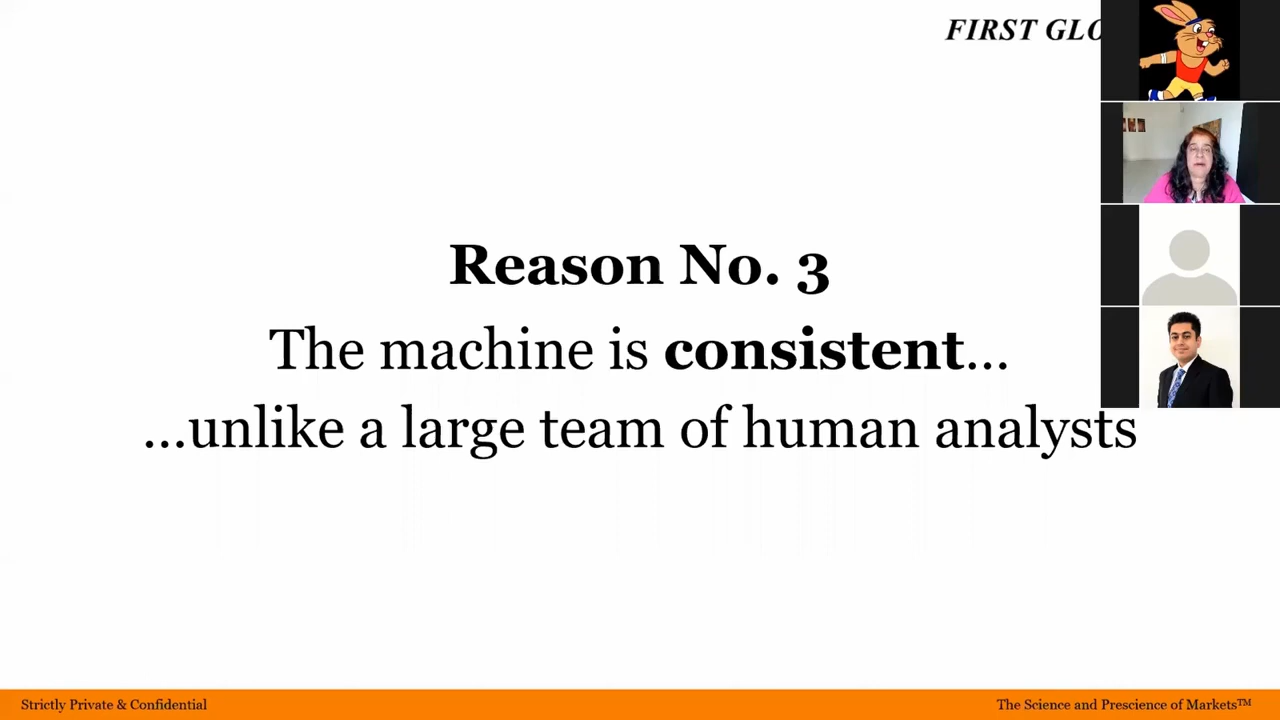 FIRST GLO
Reason No. 3
The machine is consistent...
...unlike a large team of human analysts
Strictly Private & Confidential
The Science and Prescience of Markets™